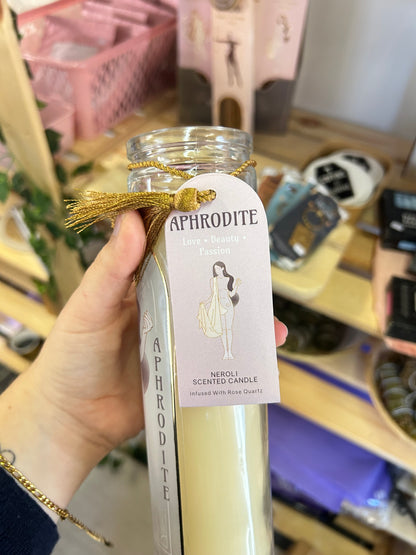 APHRODITE
Love • Beauty •
Passion
NEROLI
SCENTED CANDLE
Infused With Rose Quartz
APHRODITE